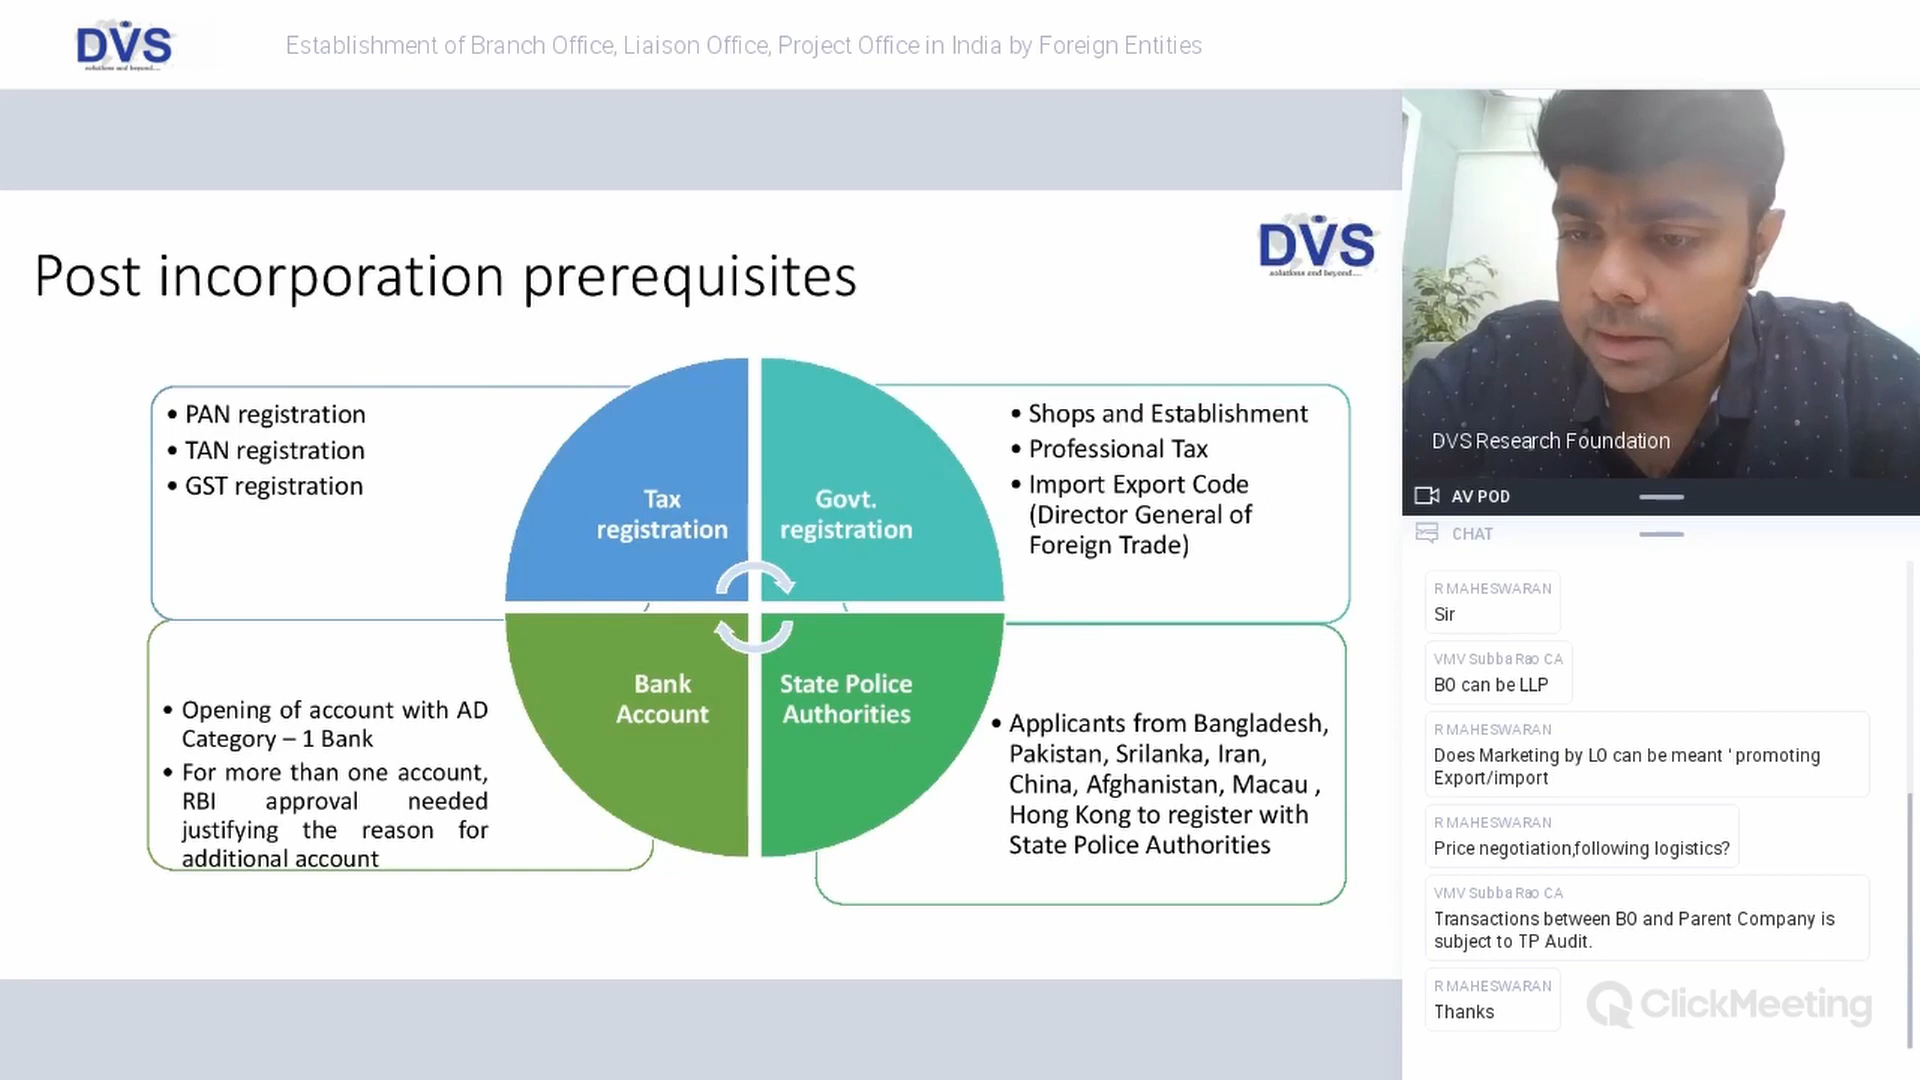 DVS
solutions and beyond....
Establishment of Branch Office, Liaison Office, Project Office in India by Foreign Entities
DVS
solutions and beyond....
Post incorporation prerequisites
• PAN registration
• TAN registration
• GST registration
Tax
registration
Govt.
registration
• Shops and Establishment
• Professional Tax
• Import Export Code
(Director General of
Foreign Trade)
• Opening of account with AD
Category – 1 Bank
• For more than one account,
RBI approval needed
justifying the reason for
additional account
Bank
Account
State Police
Authorities
• Applicants from Bangladesh,
Pakistan, Srilanka, Iran,
China, Afghanistan, Macau ,
Hong Kong to register with
State Police Authorities
DVS Research Foundation
AV POD
CHAT
R MAHESWARAN
Sir
VMV Subba Rao CA
BO can be LLP
R MAHESWARAN
Does Marketing by LO can be meant ' promoting
Export/import
R MAHESWARAN
Price negotiation,following logistics?
VMV Subba Rao CA
Transactions between BO and Parent Company is
subject to TP Audit.
R MAHESWARAN
Thanks
ClickMeeting